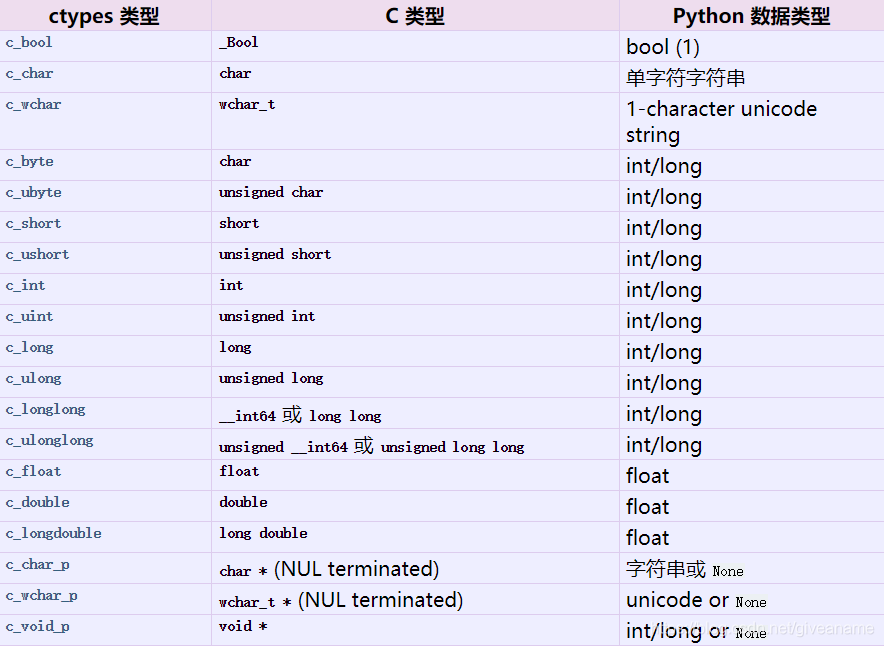 ctypes 类型 C 类型 Python 数据类型
c_bool _Bool bool (1)
c_char char 单字符字符串
c_wchar wchar_t 1-character unicode
string
c_byte char int/long
c_ubyte unsigned char int/long
c_short short int/long
c_ushort unsigned short int/long
c_int int int/long
c_uint unsigned int int/long
c_long long int/long
c_ulong unsigned long int/long
c_longlong __int64 或 long long int/long
c_ulonglong unsigned __int64 或 unsigned long long int/long
c_float float float
c_double double float
c_longdouble long double float
c_char_p char * (NUL terminated) 字符串或 None
c_wchar_p wchar_t * (NUL terminated) unicode or None
c_void_p void * int/long or None